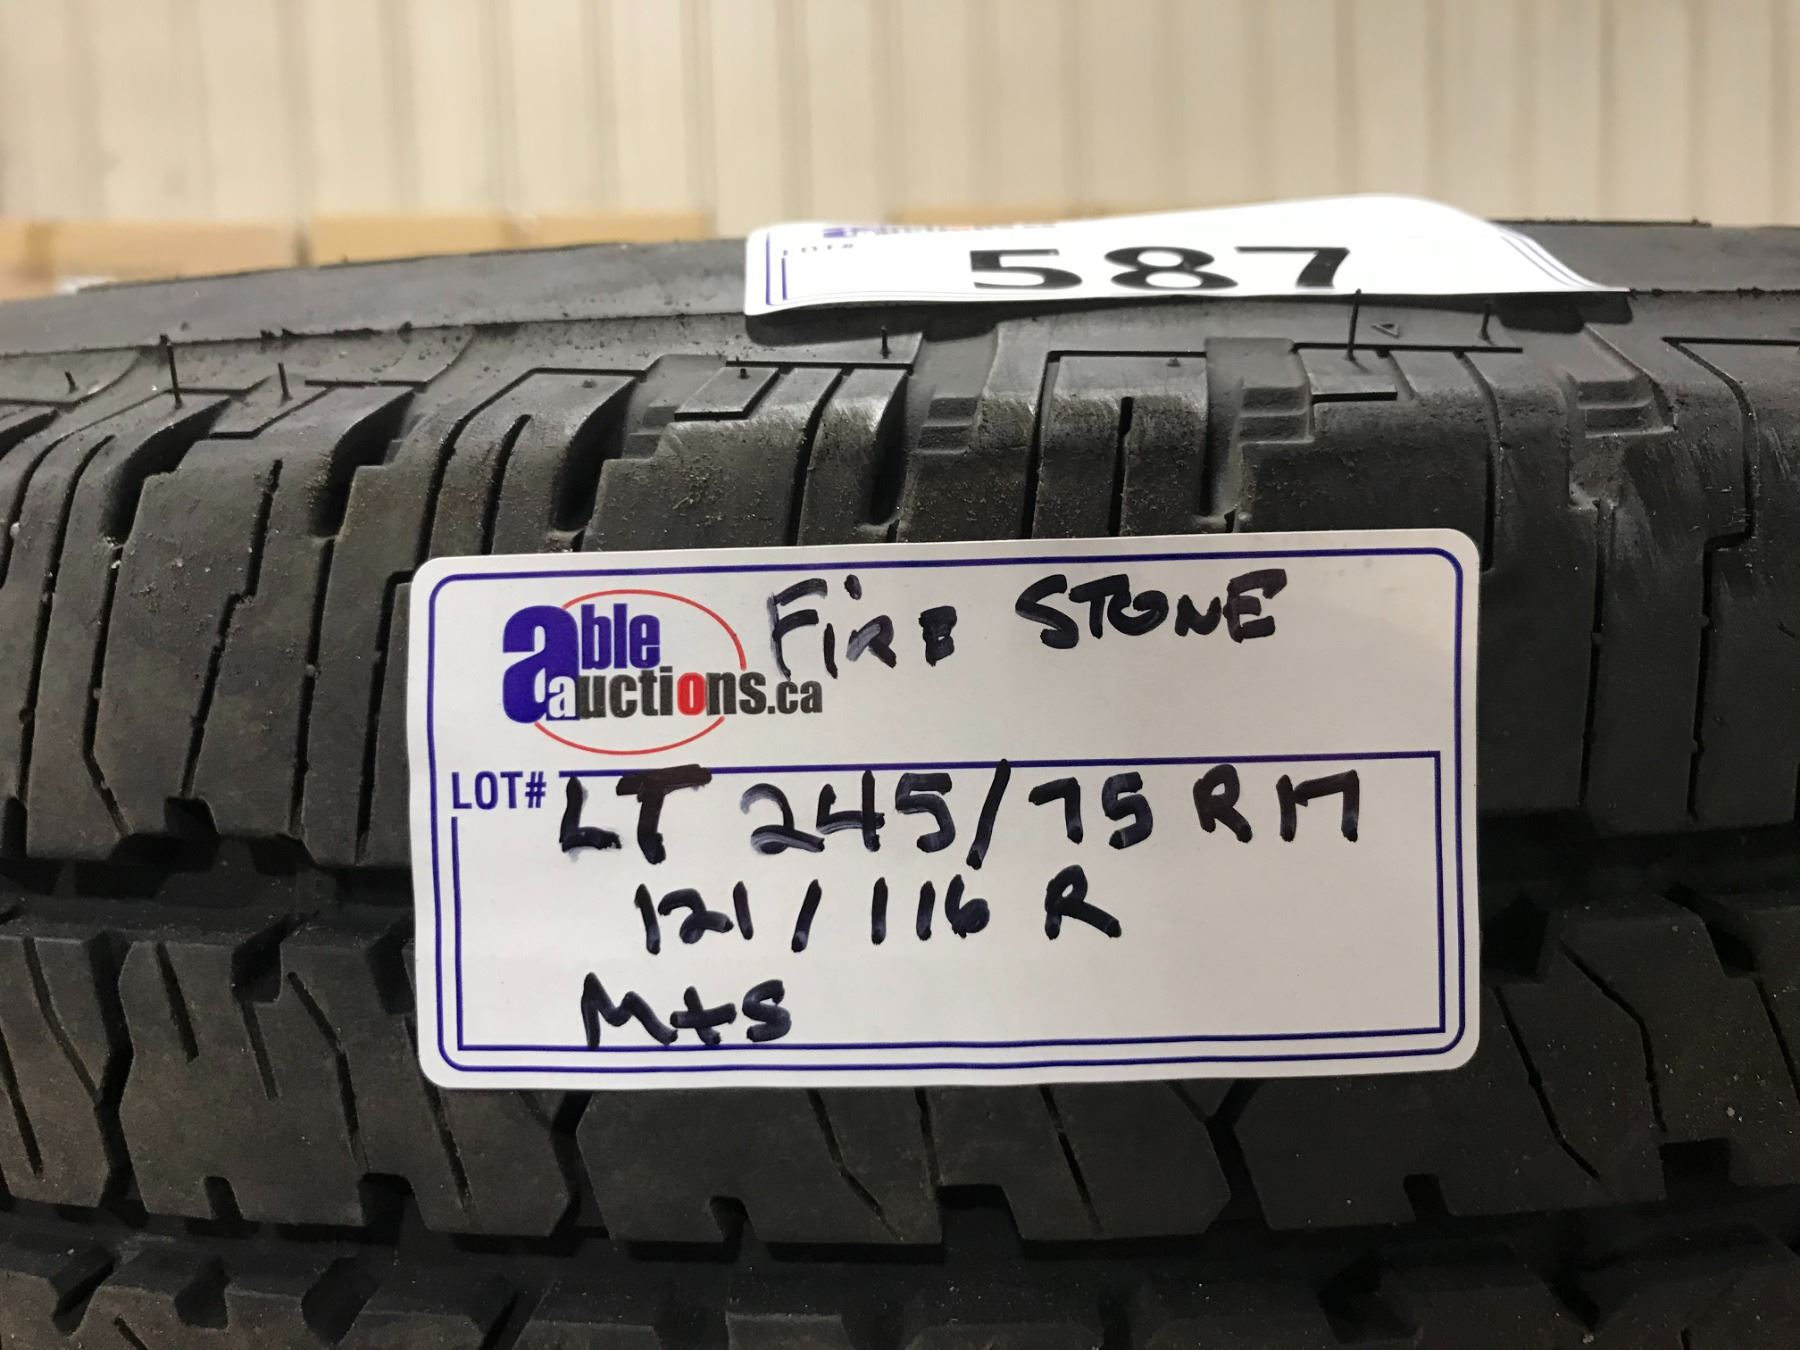 LOT#
587
able
auctions.ca
FiRE STONE
LOT# LT 245/75 R17
121/116 R
M+S